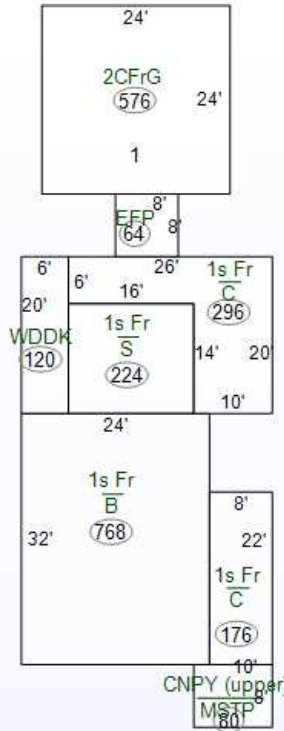 24'
2CFrG
576
24'
1
EFP
8'
64
8'
6'
26'
1s Fr
C
296
20'
6'
16'
WDDK
120
1s Fr
S
224
14'
20'
10'
24'
1s Fr
B
768
32'
8'
22'
1s Fr
C
176
10'
CNPY (upper)
8'
MSTP
80